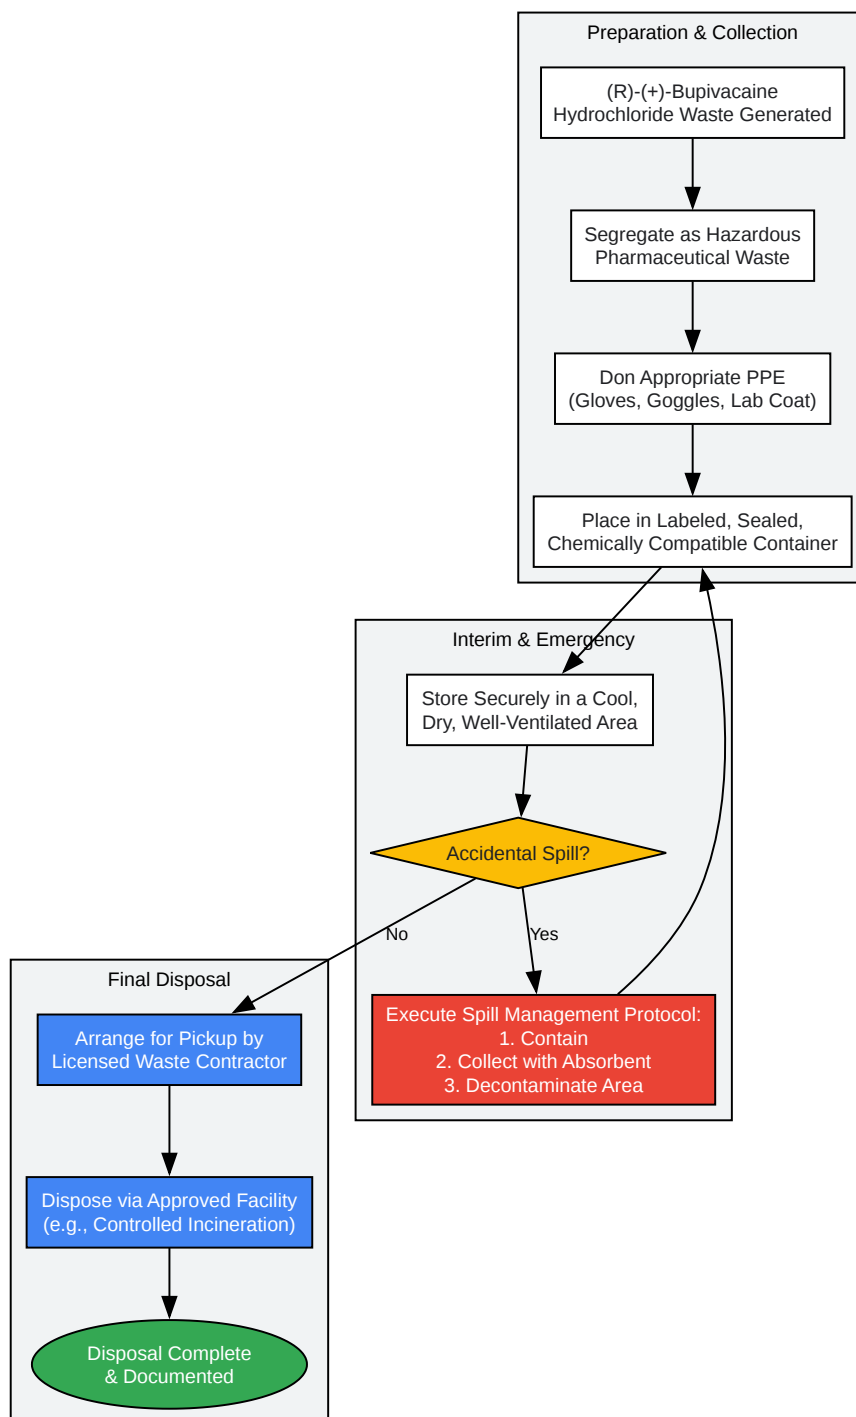 Preparation & Collection
(R)-(+)-Bupivacaine
Hydrochloride Waste Generated
Segregate as Hazardous
Pharmaceutical Waste
Don Appropriate PPE
(Gloves, Goggles, Lab Coat)
Place in Labeled, Sealed,
Chemically Compatible Container
Interim & Emergency
Store Securely in a Cool,
Dry, Well-Ventilated Area
Accidental Spill?
No
Yes
Execute Spill Management Protocol:
1. Contain
2. Collect with Absorbent
3. Decontaminate Area
Final Disposal
Arrange for Pickup by
Licensed Waste Contractor
Dispose via Approved Facility
(e.g., Controlled Incineration)
Disposal Complete
& Documented